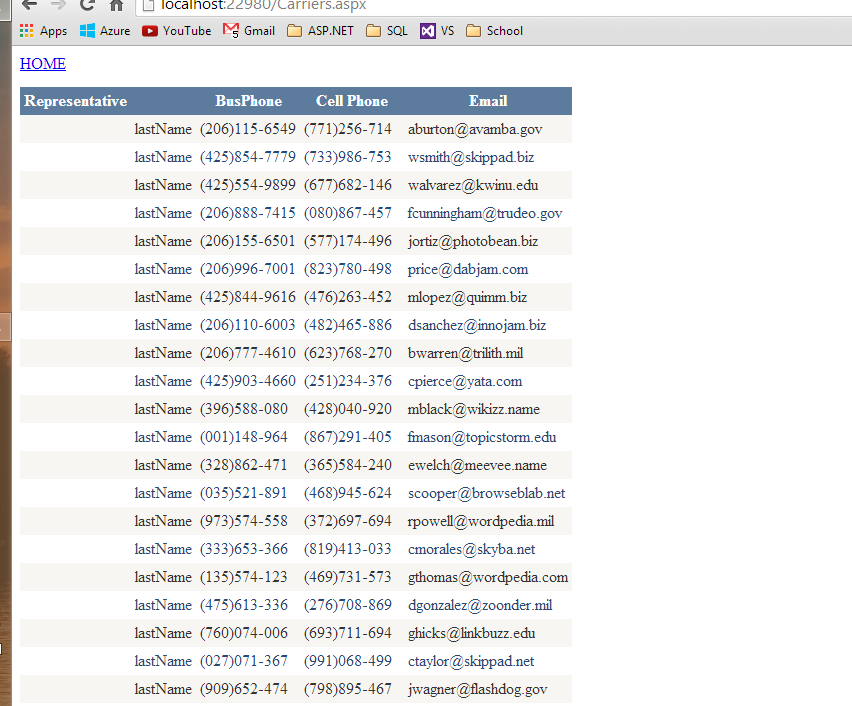 localhost:22980/Carriers.aspx
Apps Azure YouTube Gmail ASP.NET SQL VS School
HOME
Representative BusPhone Cell Phone Email
lastName (206)115-6549 (771)256-714 aburton@avamba.gov
lastName (425)854-7779 (733)986-753 wsmith@skippad.biz
lastName (425)554-9899 (677)682-146 walvarez@kwinu.edu
lastName (206)888-7415 (080)867-457 fcunningham@trudeo.gov
lastName (206)155-6501 (577)174-496 jortiz@photobean.biz
lastName (206)996-7001 (823)780-498 price@dabjam.com
lastName (425)844-9616 (476)263-452 mlopez@quimm.biz
lastName (206)110-6003 (482)465-886 dsanchez@innojam.biz
lastName (206)777-4610 (623)768-270 bwarren@trilith.mil
lastName (425)903-4660 (251)234-376 cpierce@yata.com
lastName (396)588-080 (428)040-920 mblack@wikizz.name
lastName (001)148-964 (867)291-405 fmason@topicstorm.edu
lastName (328)862-471 (365)584-240 ewelch@meevee.name
lastName (035)521-891 (468)945-624 scooper@browseblab.net
lastName (973)574-558 (372)697-694 rpowell@wordpedia.mil
lastName (333)653-366 (819)413-033 cmorales@skyba.net
lastName (135)574-123 (469)731-573 gthomas@wordpedia.com
lastName (475)613-336 (276)708-869 dgonzalez@zoonder.mil
lastName (760)074-006 (693)711-694 ghicks@linkbuzz.edu
lastName (027)071-367 (991)068-499 ctaylor@skippad.net
lastName (909)652-474 (798)895-467 jwagner@flashdog.gov